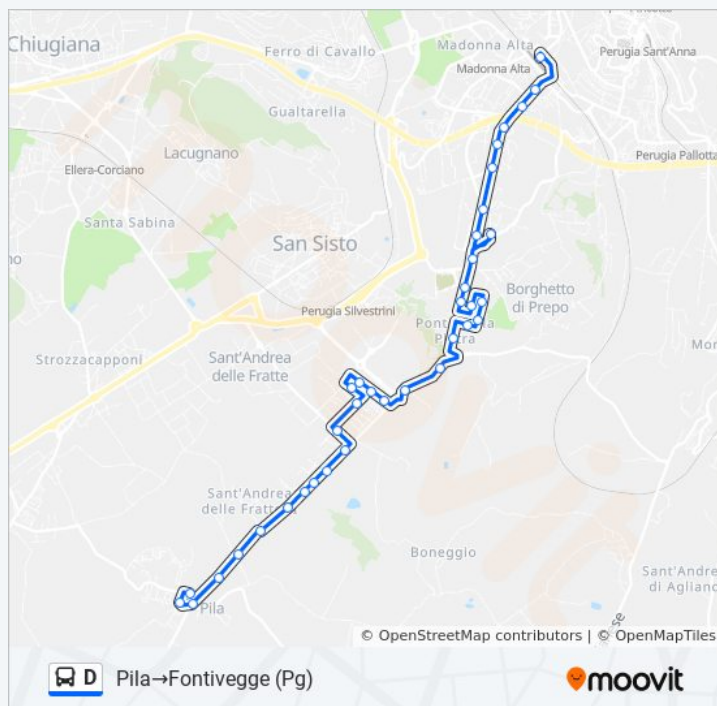 Chiugiana
Ferro di Cavallo
Madonna Alta
Perugia Sant'Anna
Madonna Alta
Gualtarella
Lacugnano
Ellera-Corciano
Perugia Pallotta
Santa Sabina
San Sisto
Borghetto
di Prepo
Perugia Silvestrini
Strozzacapponi
Sant'Andrea
delle Fratte
Sant'Andrea
Boneggio
Sant'Andrea
di Agliano
Pila
© OpenStreetMap contributors | © OpenMapTiles
D Pila→Fontivegge (Pg) moovit